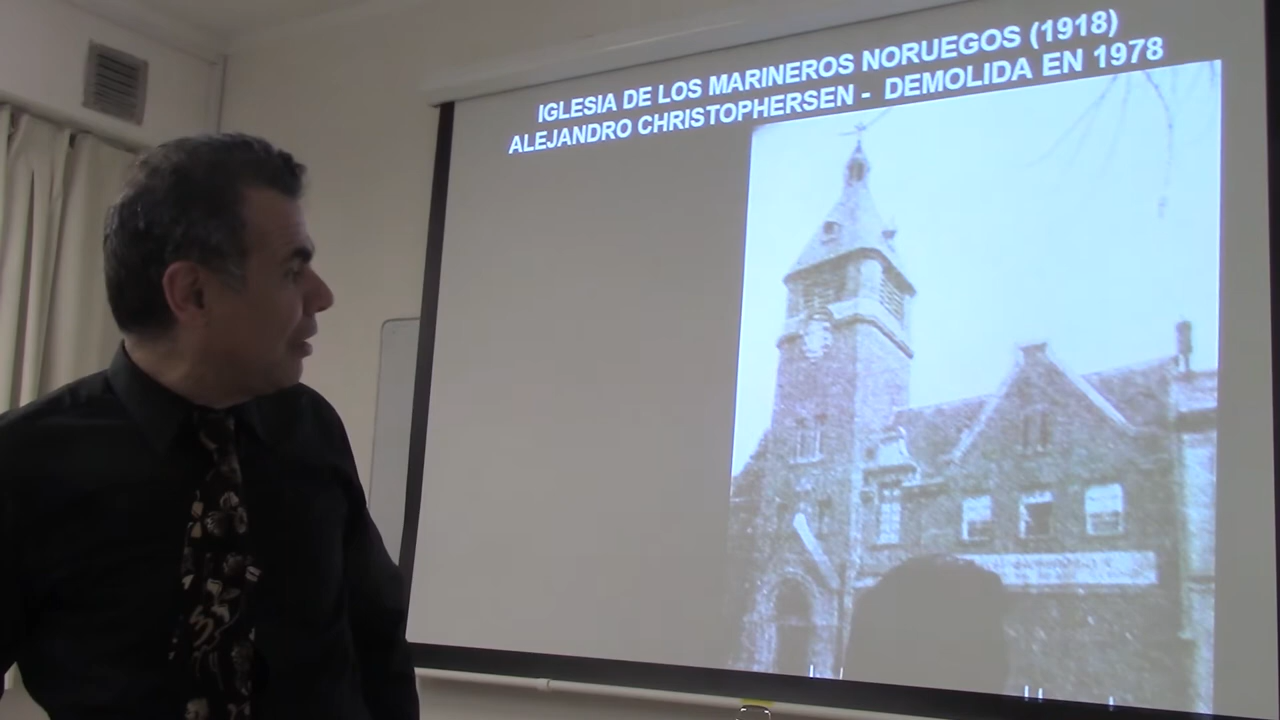 IGLESIA DE LOS MARINEROS NORUEGOS (1918)
ALEJANDRO CHRISTOPHERSEN - DEMOLIDA EN 1978